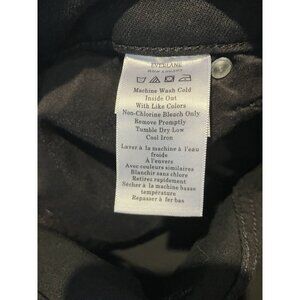 EVERLANE
Machine Wash Cold
Inside Out
With Like Colors
Non-Chlorine Bleach Only
Remove Promptly
Tumble Dry Low
Cool Iron
Laver à la machine à l'eau
froide
À l'envers
Avec couleurs similaires
Blanchir sans chlore
Retirez rapidement
Sécher à la machine basse
température
Repasser à fer bas